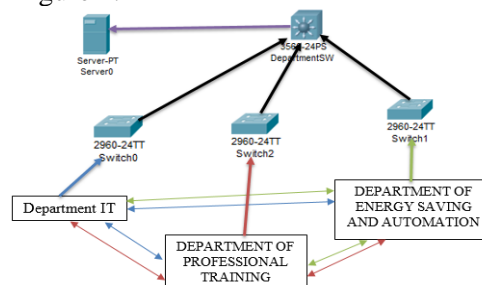 Server-PT
Server0
3560-24PS
DepartmentSW
2960-24TT
Switch0
2960-24TT
Switch2
2960-24TT
Switch1
Department IT
DEPARTMENT OF
PROFESSIONAL
TRAINING
DEPARTMENT OF
ENERGY SAVING
AND AUTOMATION